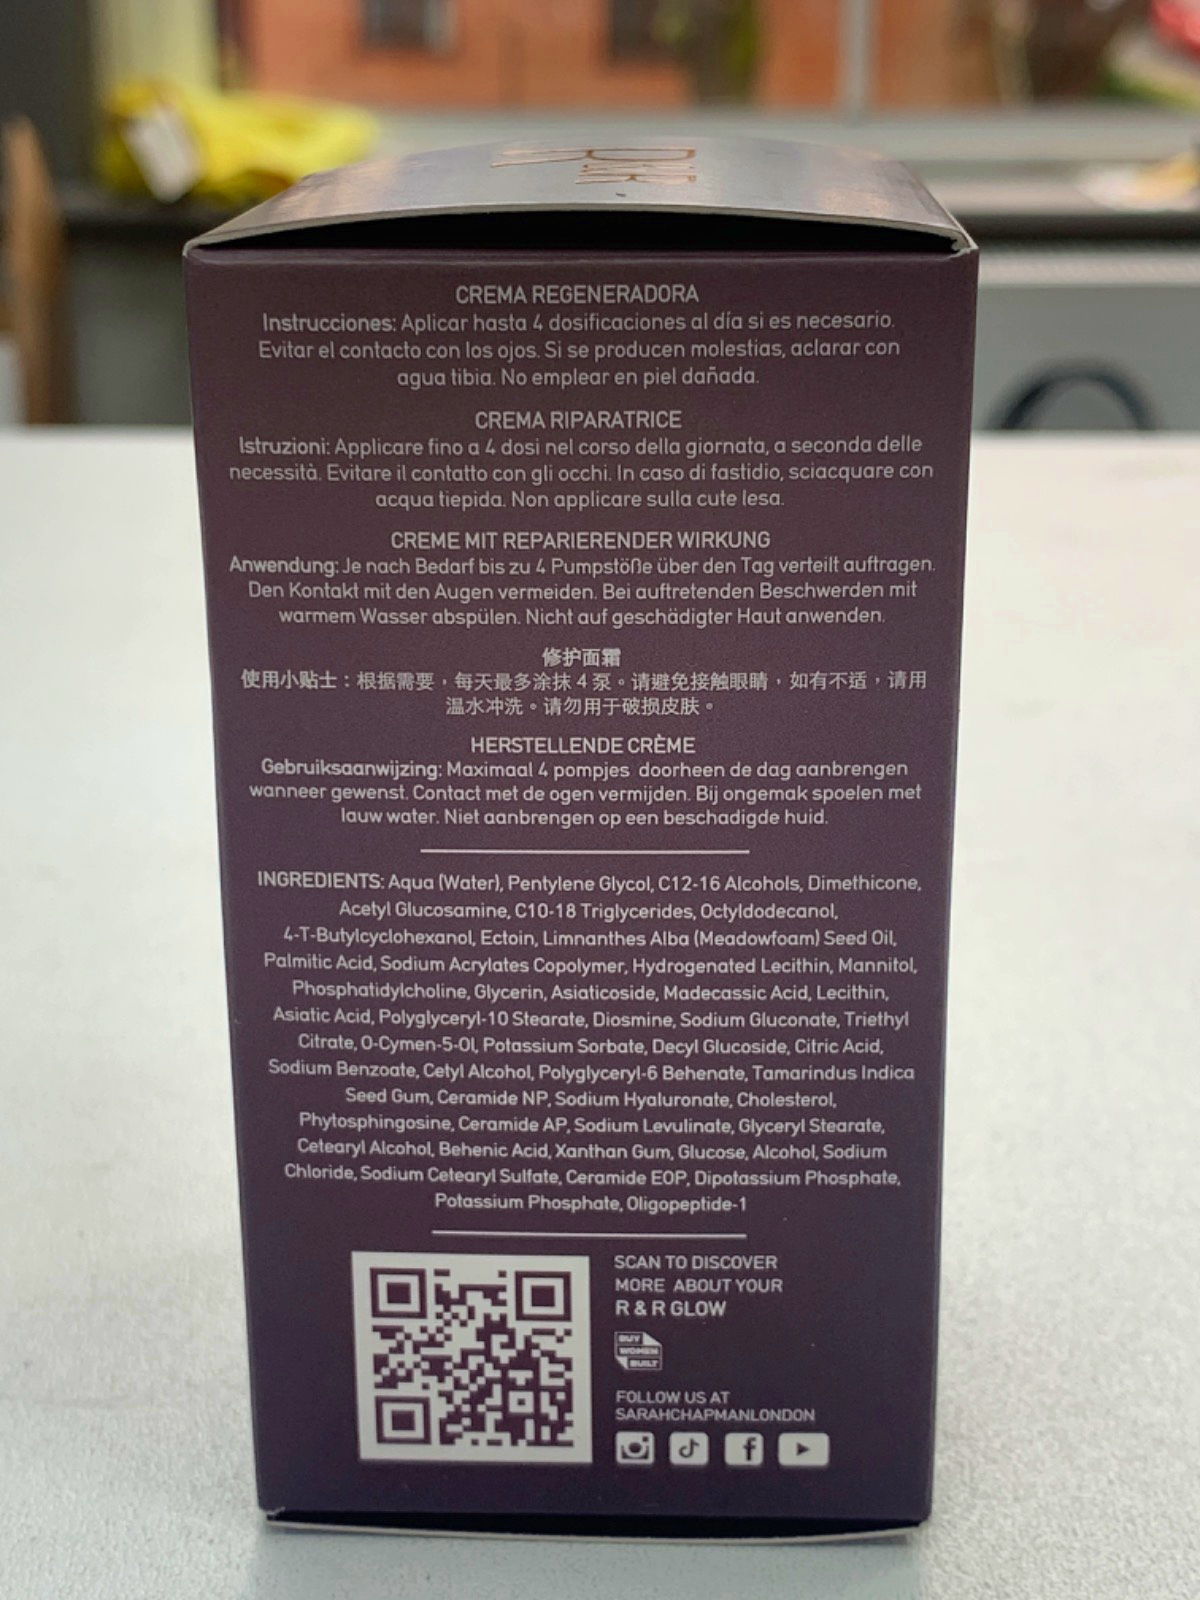 CREMA REGENERADORA
Instrucciones: Aplicar hasta 4 dosificaciones al día si es necesario.
Evitar el contacto con los ojos. Si se producen molestias, aclarar con
agua tibia. No emplear en piel dañada.
CREMA RIPARATRICE
Istruzioni: Applicare fino a 4 dosi nel corso della giornata, a seconda delle
necessità. Evitare il contatto con gli occhi. In caso di fastidio, sciacquare con
acqua tiepida. Non applicare sulla cute lesa.
CREME MIT REPARIERENDER WIRKUNG
Anwendung: Je nach Bedarf bis zu 4 Pumpstöße über den Tag verteilt auftragen.
Den Kontakt mit den Augen vermeiden. Bei auftretenden Beschwerden mit
warmem Wasser abspülen. Nicht auf geschädigter Haut anwenden.
修护面霜
使用小贴士：根据需要，每天最多涂抹 4 泵。请避免接触眼睛，如有不适，请用
温水冲洗。请勿用于破损皮肤。
HERSTELLENDE CRÈME
Gebruiksaanwijzing: Maximaal 4 pompjes doorheen de dag aanbrengen
wanneer gewenst. Contact met de ogen vermijden. Bij ongemak spoelen met
lauw water. Niet aanbrengen op een beschadigde huid.
INGREDIENTS: Aqua (Water), Pentylene Glycol, C12-16 Alcohols, Dimethicone,
Acetyl Glucosamine, C10-18 Triglycerides, Octyldodecanol,
4-T-Butylcyclohexanol, Ectoin, Limnanthes Alba (Meadowfoam) Seed Oil,
Palmitic Acid, Sodium Acrylates Copolymer, Hydrogenated Lecithin, Mannitol,
Phosphatidylcholine, Glycerin, Asiaticoside, Madecassic Acid, Lecithin,
Asiatic Acid, Polyglyceryl-10 Stearate, Diosmine, Sodium Gluconate, Triethyl
Citrate, O-Cymen-5-Ol, Potassium Sorbate, Decyl Glucoside, Citric Acid,
Sodium Benzoate, Cetyl Alcohol, Polyglyceryl-6 Behenate, Tamarindus Indica
Seed Gum, Ceramide NP, Sodium Hyaluronate, Cholesterol,
Phytosphingosine, Ceramide AP, Sodium Levulinate, Glyceryl Stearate,
Cetearyl Alcohol, Behenic Acid, Xanthan Gum, Glucose, Alcohol, Sodium
Chloride, Sodium Cetearyl Sulfate, Ceramide EOP, Dipotassium Phosphate,
Potassium Phosphate, Oligopeptide-1
SCAN TO DISCOVER
MORE ABOUT YOUR
R & R GLOW
BUY
WOMEN
BUILT
FOLLOW US AT
SARAHCHAPMANLONDON